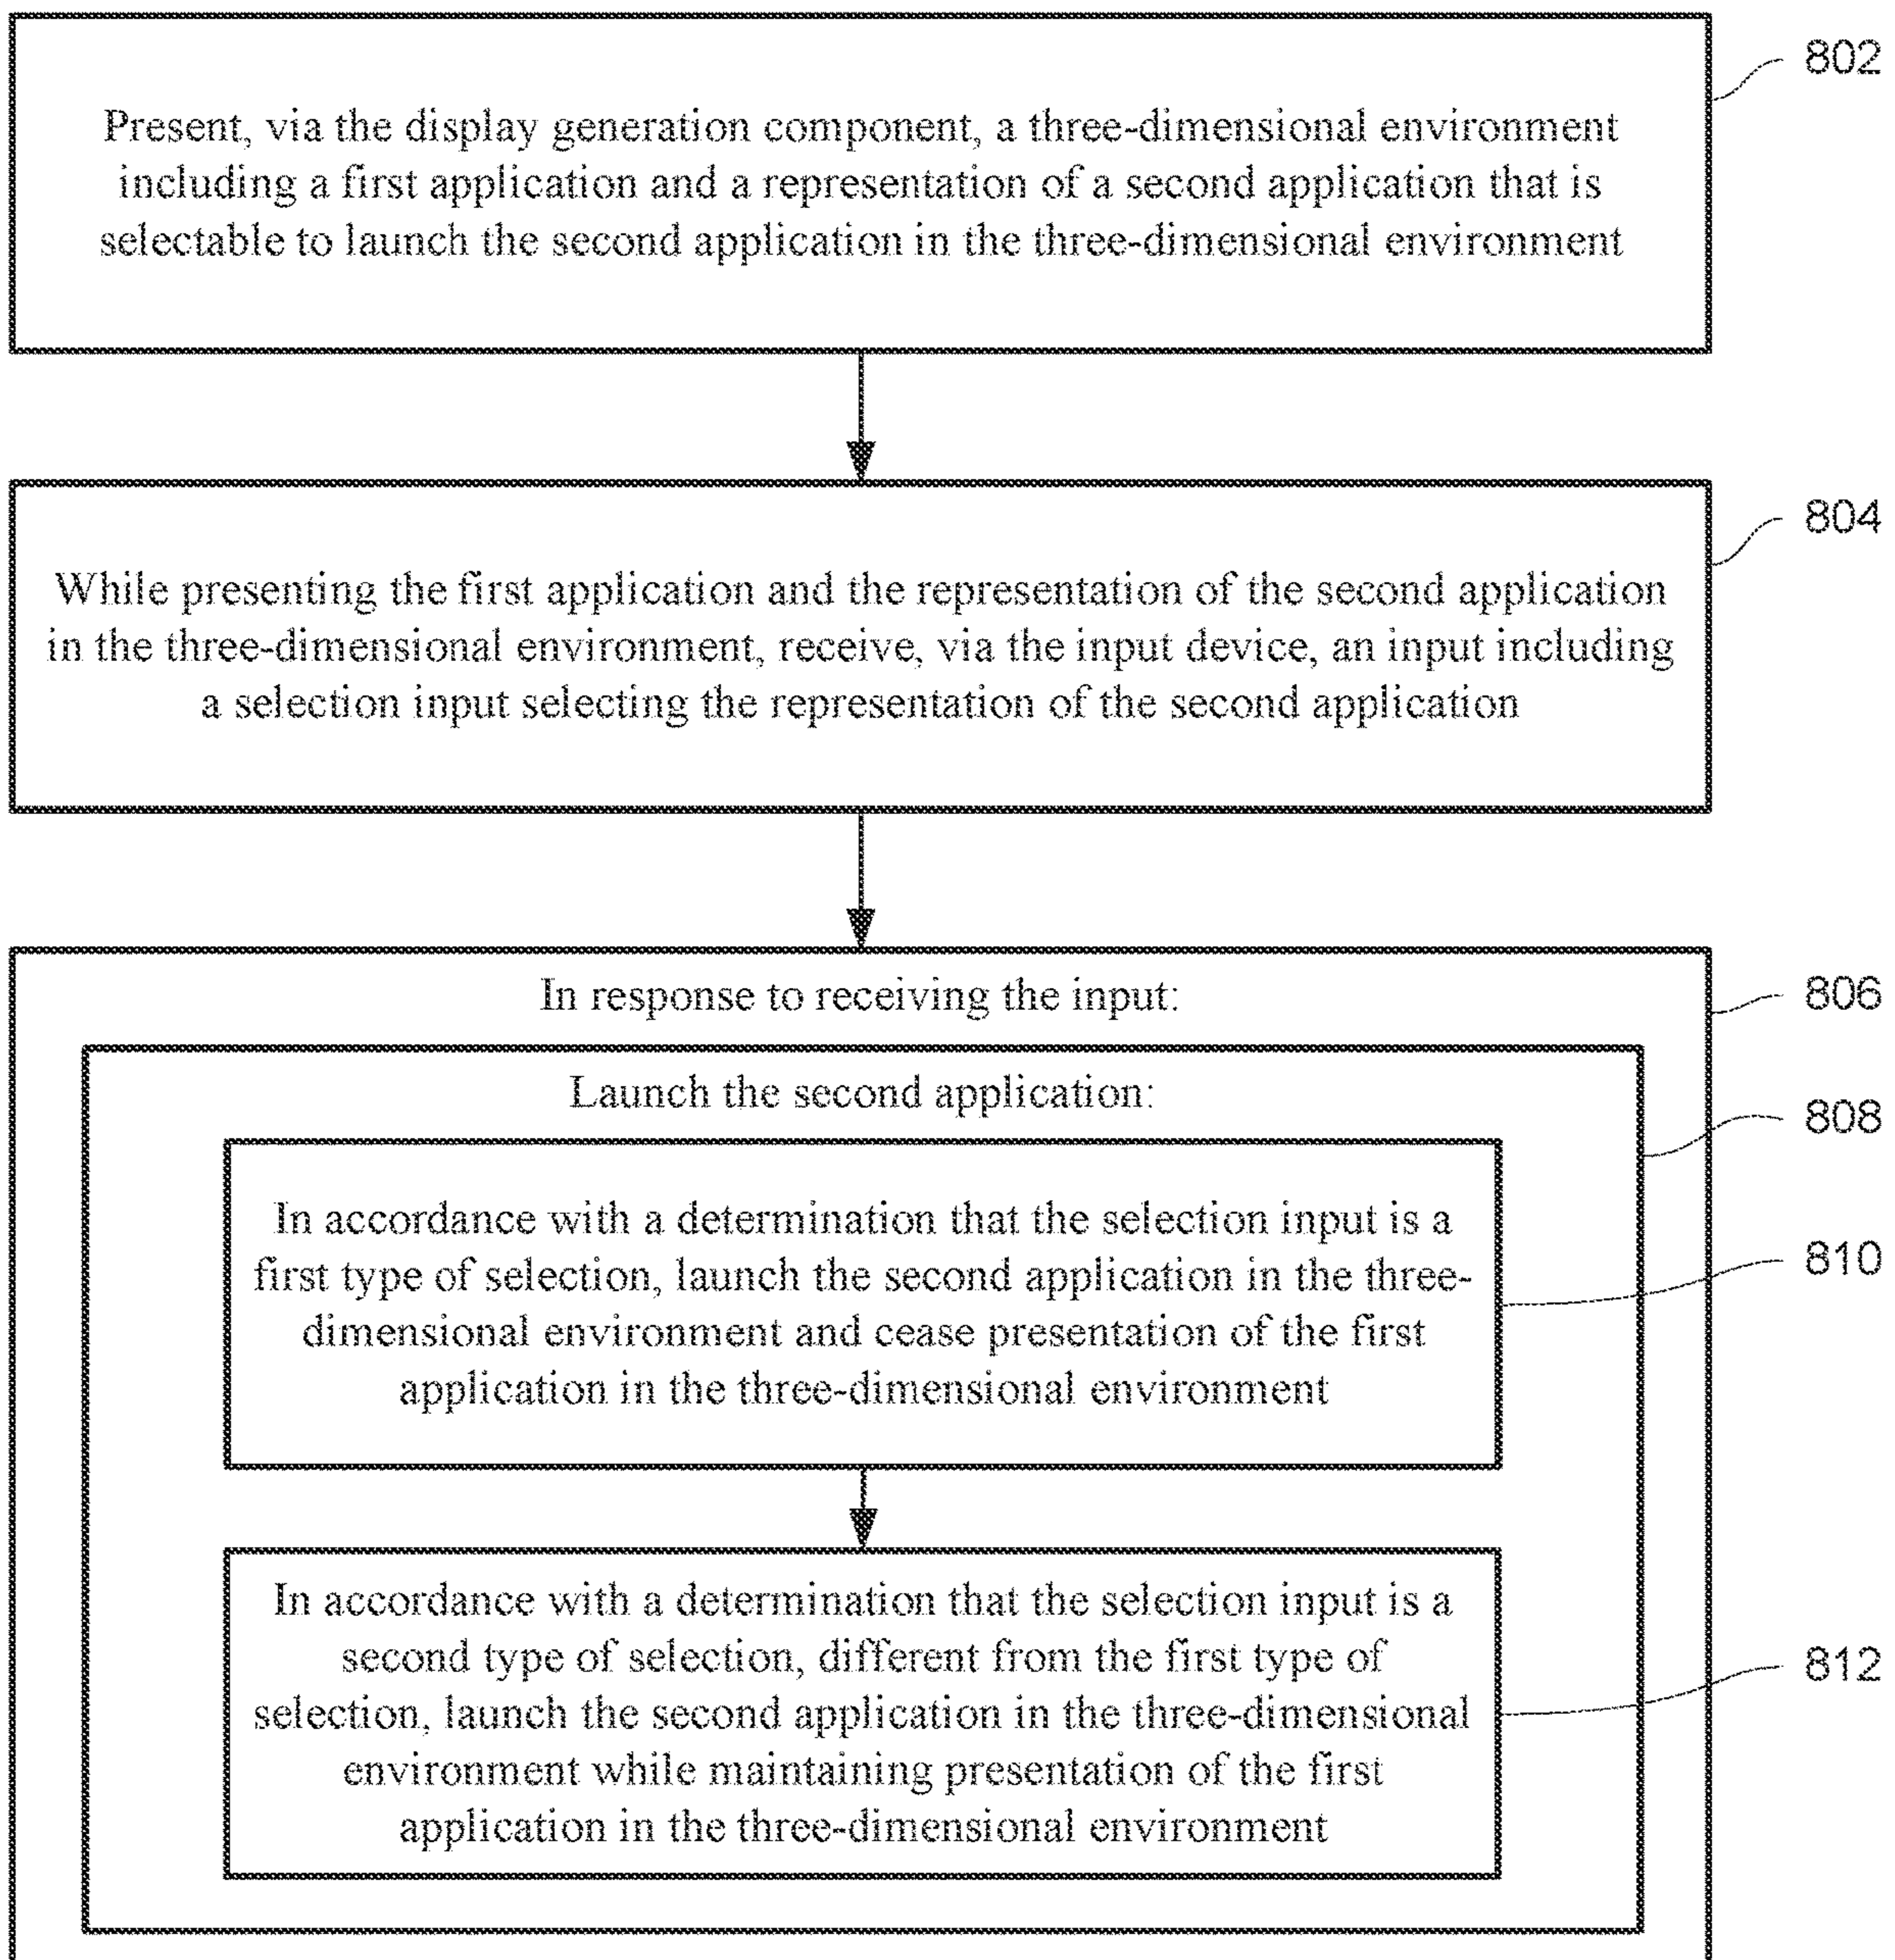 802
Present, via the display generation component, a three-dimensional environment
including a first application and a representation of a second application that is
selectable to launch the second application in the three-dimensional environment
804
While presenting the first application and the representation of the second application
in the three-dimensional environment, receive, via the input device, an input including
a selection input selecting the representation of the second application
806
In response to receiving the input:
808
Launch the second application:
810
In accordance with a determination that the selection input is a
first type of selection, launch the second application in the three-
dimensional environment and cease presentation of the first
application in the three-dimensional environment
812
In accordance with a determination that the selection input is a
second type of selection, different from the first type of
selection, launch the second application in the three-dimensional
environment while maintaining presentation of the first
application in the three-dimensional environment